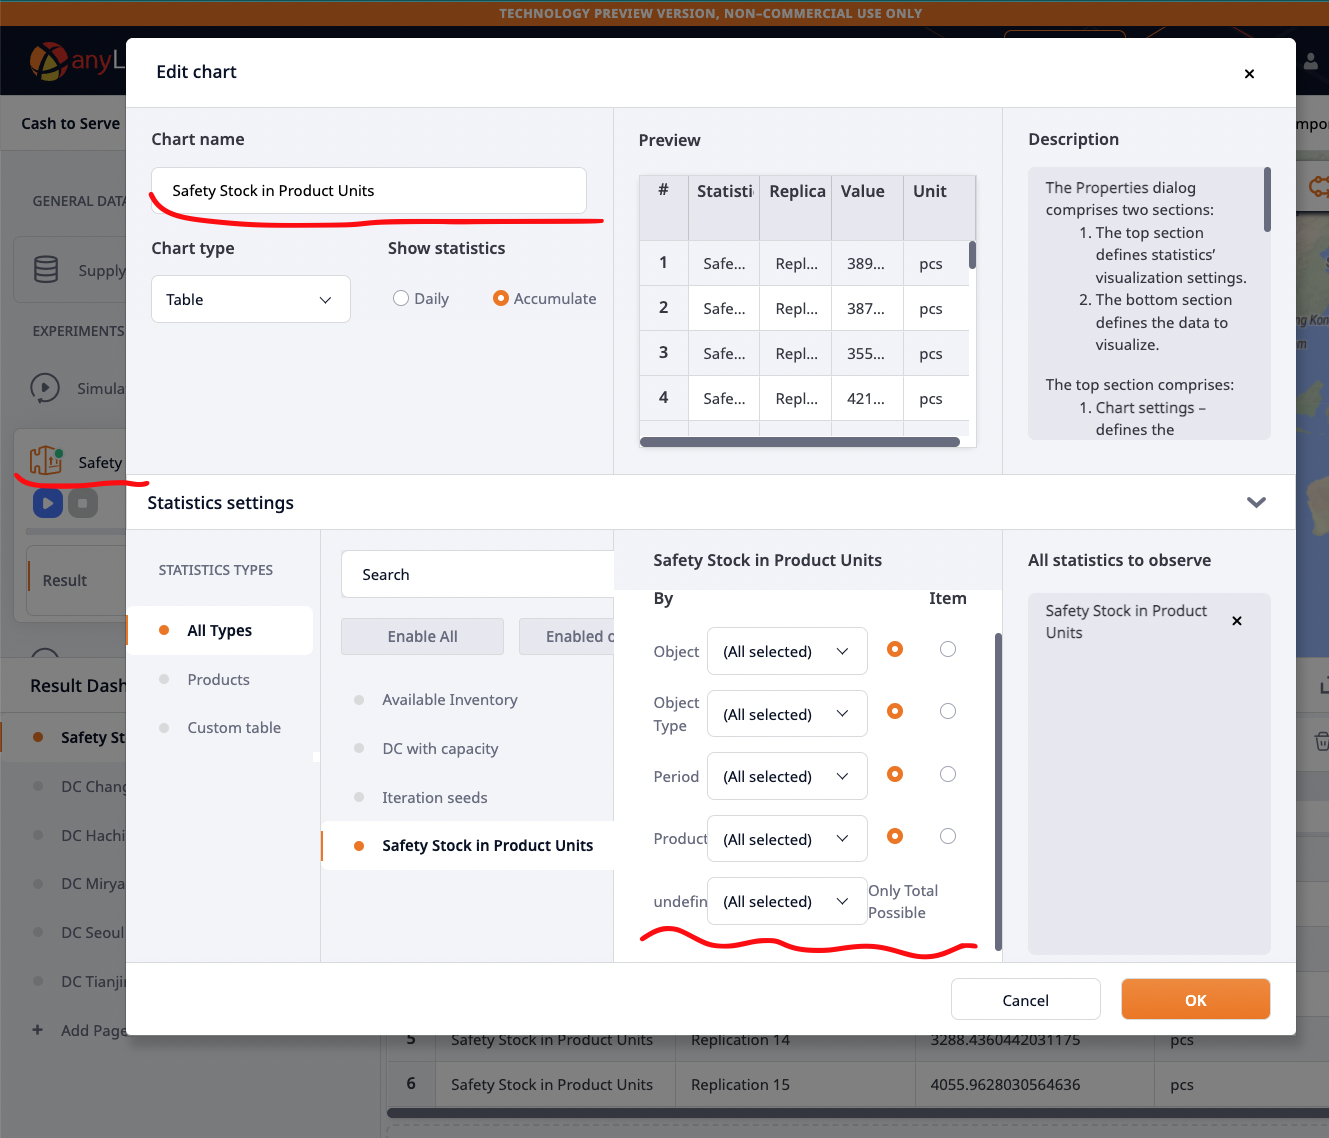 TECHNOLOGY PREVIEW VERSION, NON-COMMERCIAL USE ONLY
anyL
Edit chart
Cash to Serve
Chart name
Preview
Description
Safety Stock in Product Units
GENERAL DATA
Chart type
Show statistics
Supply
Table
Daily
Accumulate
# Statisti Replica Value Unit
1 Safe... Repl... 389... pcs
2 Safe... Repl... 387... pcs
3 Safe... Repl... 355... pcs
4 Safe... Repl... 421... pcs
The Properties dialog
comprises two sections:
1. The top section
defines statistics’
visualization settings.
2. The bottom section
defines the data to
visualize.
The top section comprises:
1. Chart settings –
defines the
EXPERIMENTS
Simula
Safety
Statistics settings
Result
STATISTICS TYPES
All Types
Products
Custom table
Search
Enable All
Enabled o
Available Inventory
DC with capacity
Iteration seeds
Safety Stock in Product Units
Safety Stock in Product Units
By Item
Object (All selected)
Object
Type (All selected)
Period (All selected)
Product (All selected)
undefin (All selected) Only Total
Possible
All statistics to observe
Safety Stock in Product
Units
Result Dash
Safety St
DC Chang
DC Hachi
DC Mirya
DC Seoul
DC Tianjin
+ Add Page
Cancel
OK
5 Safety Stock in Product Units Replication 14 3288.4360442031175 pcs
6 Safety Stock in Product Units Replication 15 4055.9628030564636 pcs